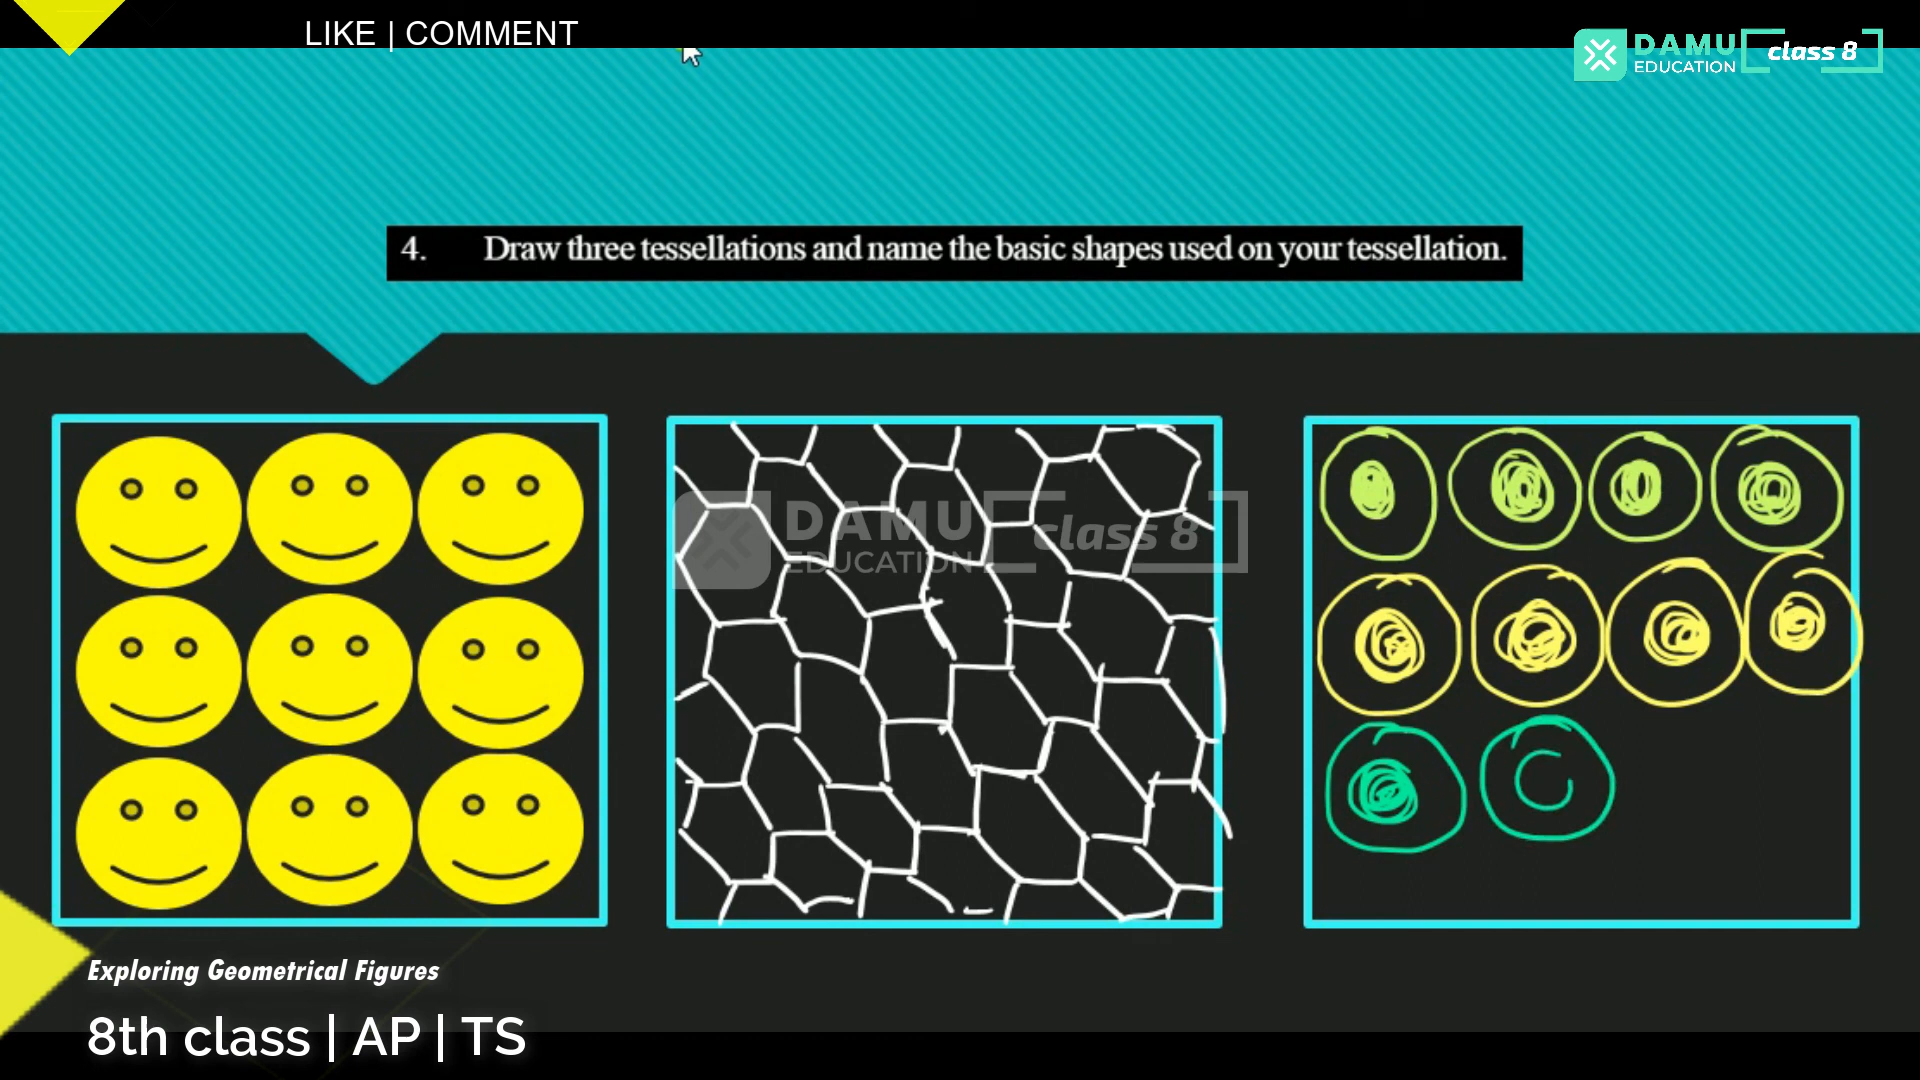 LIKE | COMMENT
DAMU
EDUCATION
class 8
4. Draw three tessellations and name the basic shapes used on your tessellation.
DAMU
EDUCATION
class 8
Exploring Geometrical Figures
8th class | AP | TS